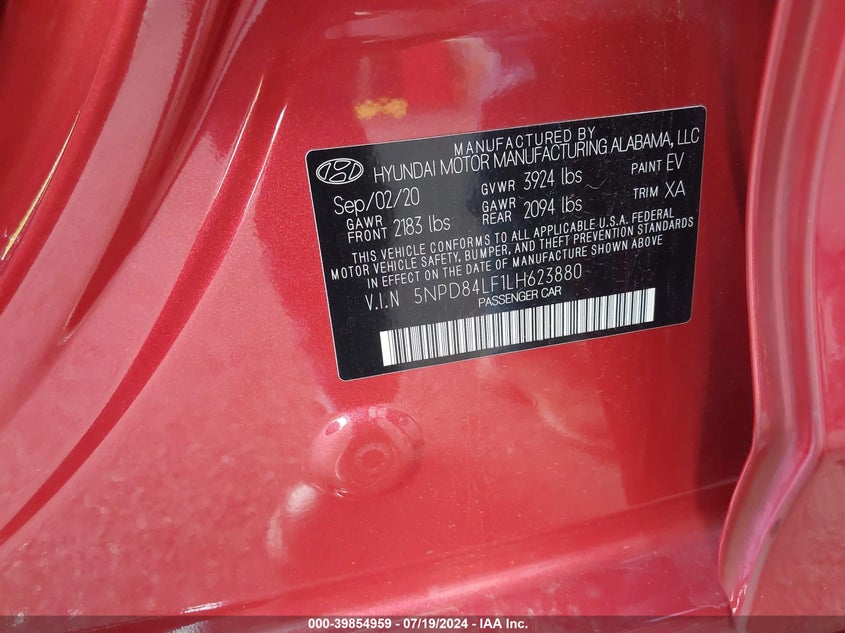 MANUFACTURED BY
HYUNDAI MOTOR MANUFACTURING ALABAMA, LLC
Sep/02/20 GVWR 3924 lbs PAINT EV
GAWR FRONT 2183 lbs GAWR REAR 2094 lbs TRIM XA
THIS VEHICLE CONFORMS TO ALL APPLICABLE U.S.A. FEDERAL
MOTOR VEHICLE SAFETY, BUMPER, AND THEFT PREVENTION STANDARDS
IN EFFECT ON THE DATE OF MANUFACTURE SHOWN ABOVE
V.I.N 5NPD84LF1LH623880
PASSENGER CAR
000-39854959 - 07/19/2024 - IAAI, Inc.